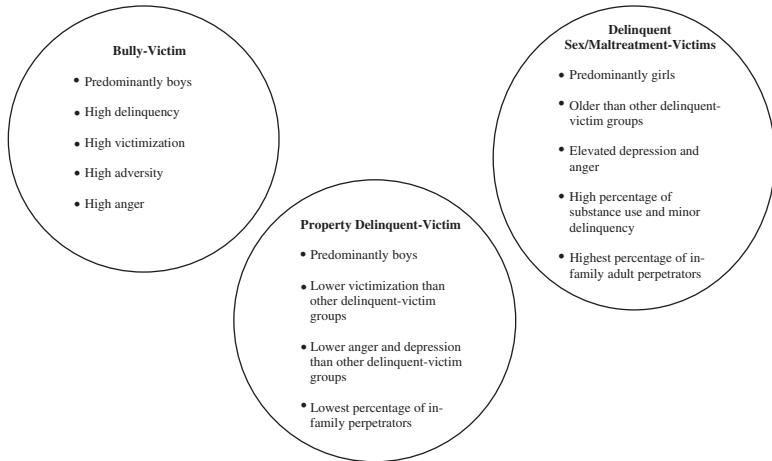 Bully-Victim
• Predominantly boys
• High delinquency
• High victimization
• High adversity
• High anger
Property Delinquent-Victim
• Predominantly boys
• Lower victimization than
other delinquent-victim
groups
• Lower anger and depression
than other delinquent-victim
groups
• Lowest percentage of in-
family perpetrators
Delinquent
Sex/Maltreatment-Victims
• Predominantly girls
• Older than other delinquent-
victim groups
• Elevated depression and
anger
• High percentage of
substance use and minor
delinquency
• Highest percentage of in-
family adult perpetrators